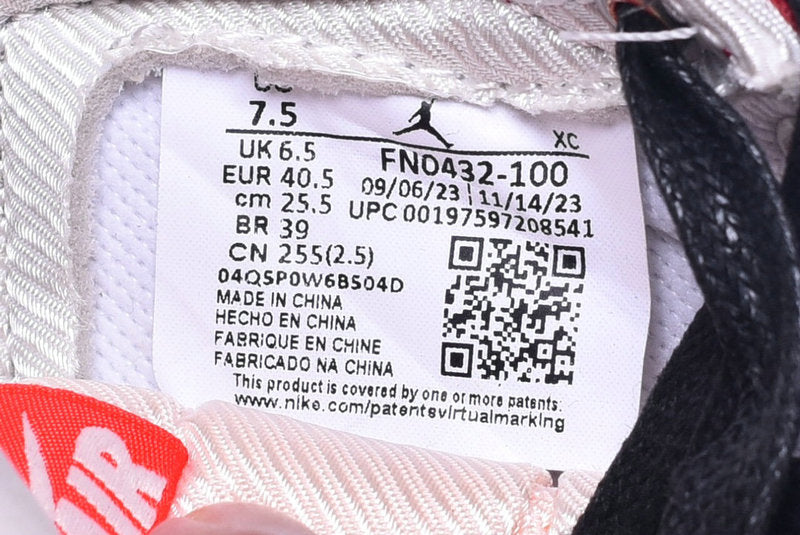 7.5
XC
UK 6.5
FN0432-100
EUR 40.5
09/06/23 | 11/14/23
cm 25.5
UPC 00197597208541
BR 39
CN 255(2.5)
04QSP0W6BS04D
MADE IN CHINA
HECHO EN CHINA
FABRIQUE EN CHINE
FABRICADO NA CHINA
This product is covered by one or more patents:
www.nike.com/patentsvirtualmarking
AIR